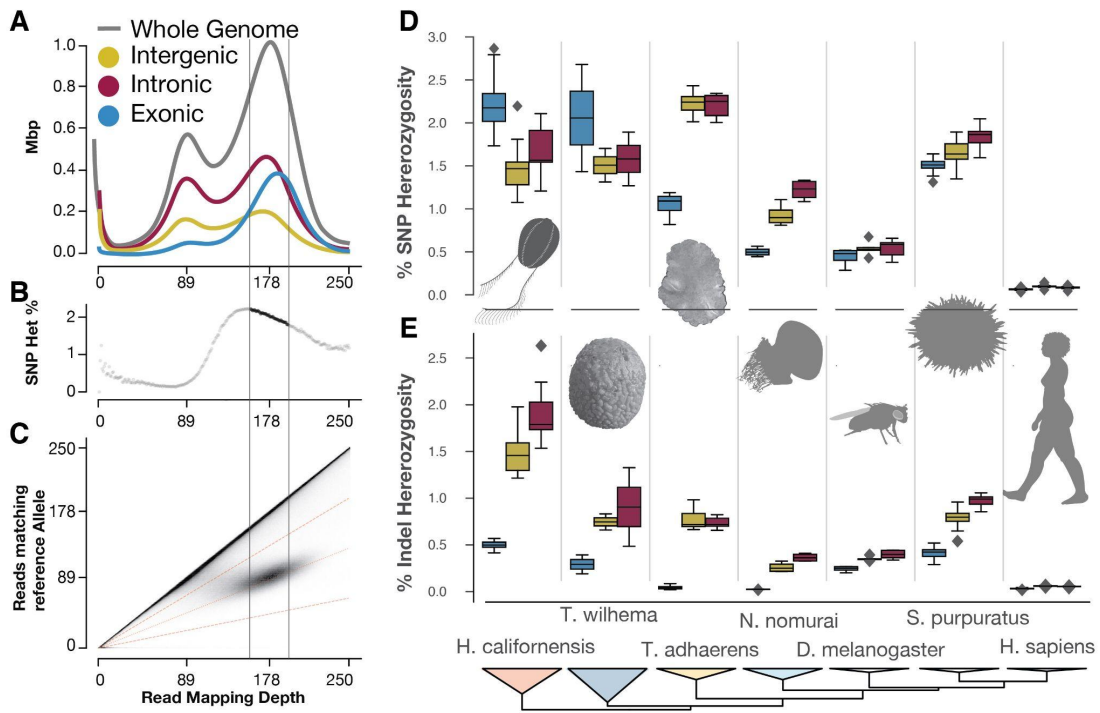 A
Whole Genome
Intergenic
Intronic
Exonic
Mbp
1.0
0.8
0.6
0.4
0.2
0.0
0 89 178 250
B
SNP Het %
2
1
0
0 89 178 250
C
Reads matching
reference Allele
250
178
89
0
0 89 178 250
Read Mapping Depth
D
% SNP Hererozygosity
3.0
2.5
2.0
1.5
1.0
0.5
0.0
E
% Indel Hererozygosity
2.5
2.0
1.5
1.0
0.5
0.0
T. wilhema N. nomurai S. purpuratus
H. californensis T. adhaerens D. melanogaster H. sapiens